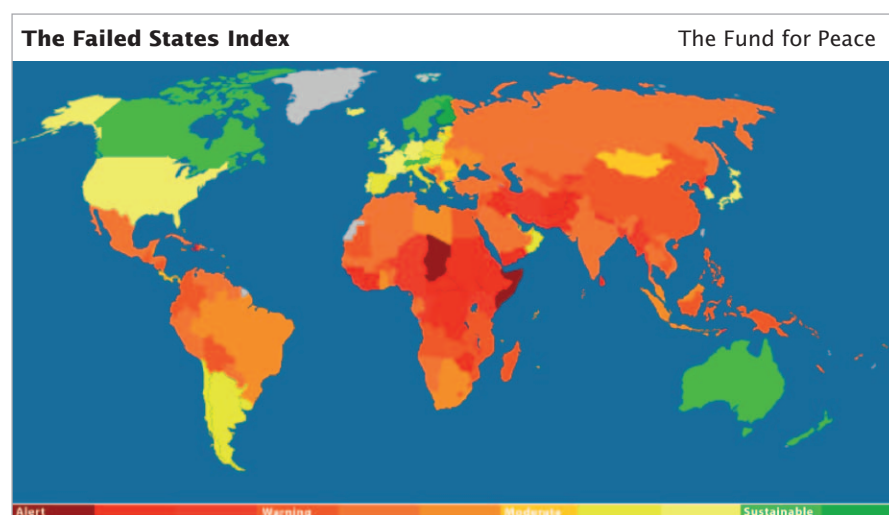 The Failed States Index
The Fund for Peace
Alert Warning Moderate Sustainable